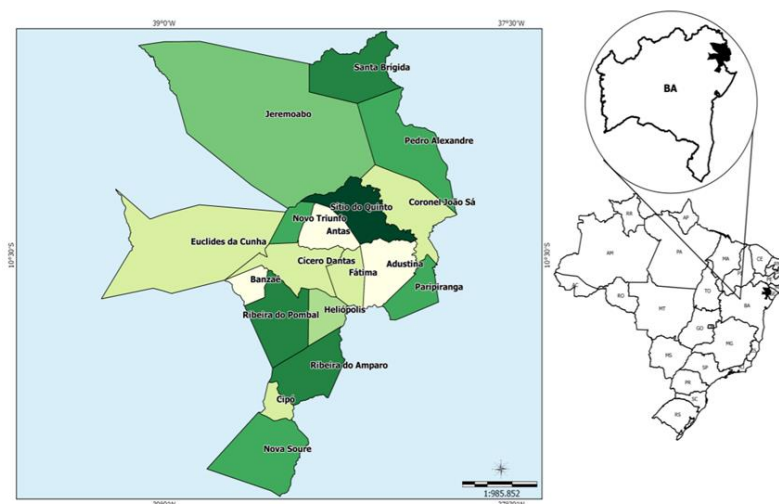 39°0'W
37°30'W
Santa Brígida
Jeremoabo
Pedro Alexandre
Coronel João Sá
Sítio do Quinto
Novo Triunfo
Antas
Euclides da Cunha
10°30'S
10°30'S
Cícero Dantas
Adustina
Fátima
Banzaê
Paripiranga
Heliópolis
Ribeira do Pombal
Ribeira do Amparo
Cipó
Nova Soure
1:985.852
BA
RR
AP
AM
PA
MA
CE
AC
RO
TO
BA
MT
GO
MG
MS
SP
PR
SC
RS